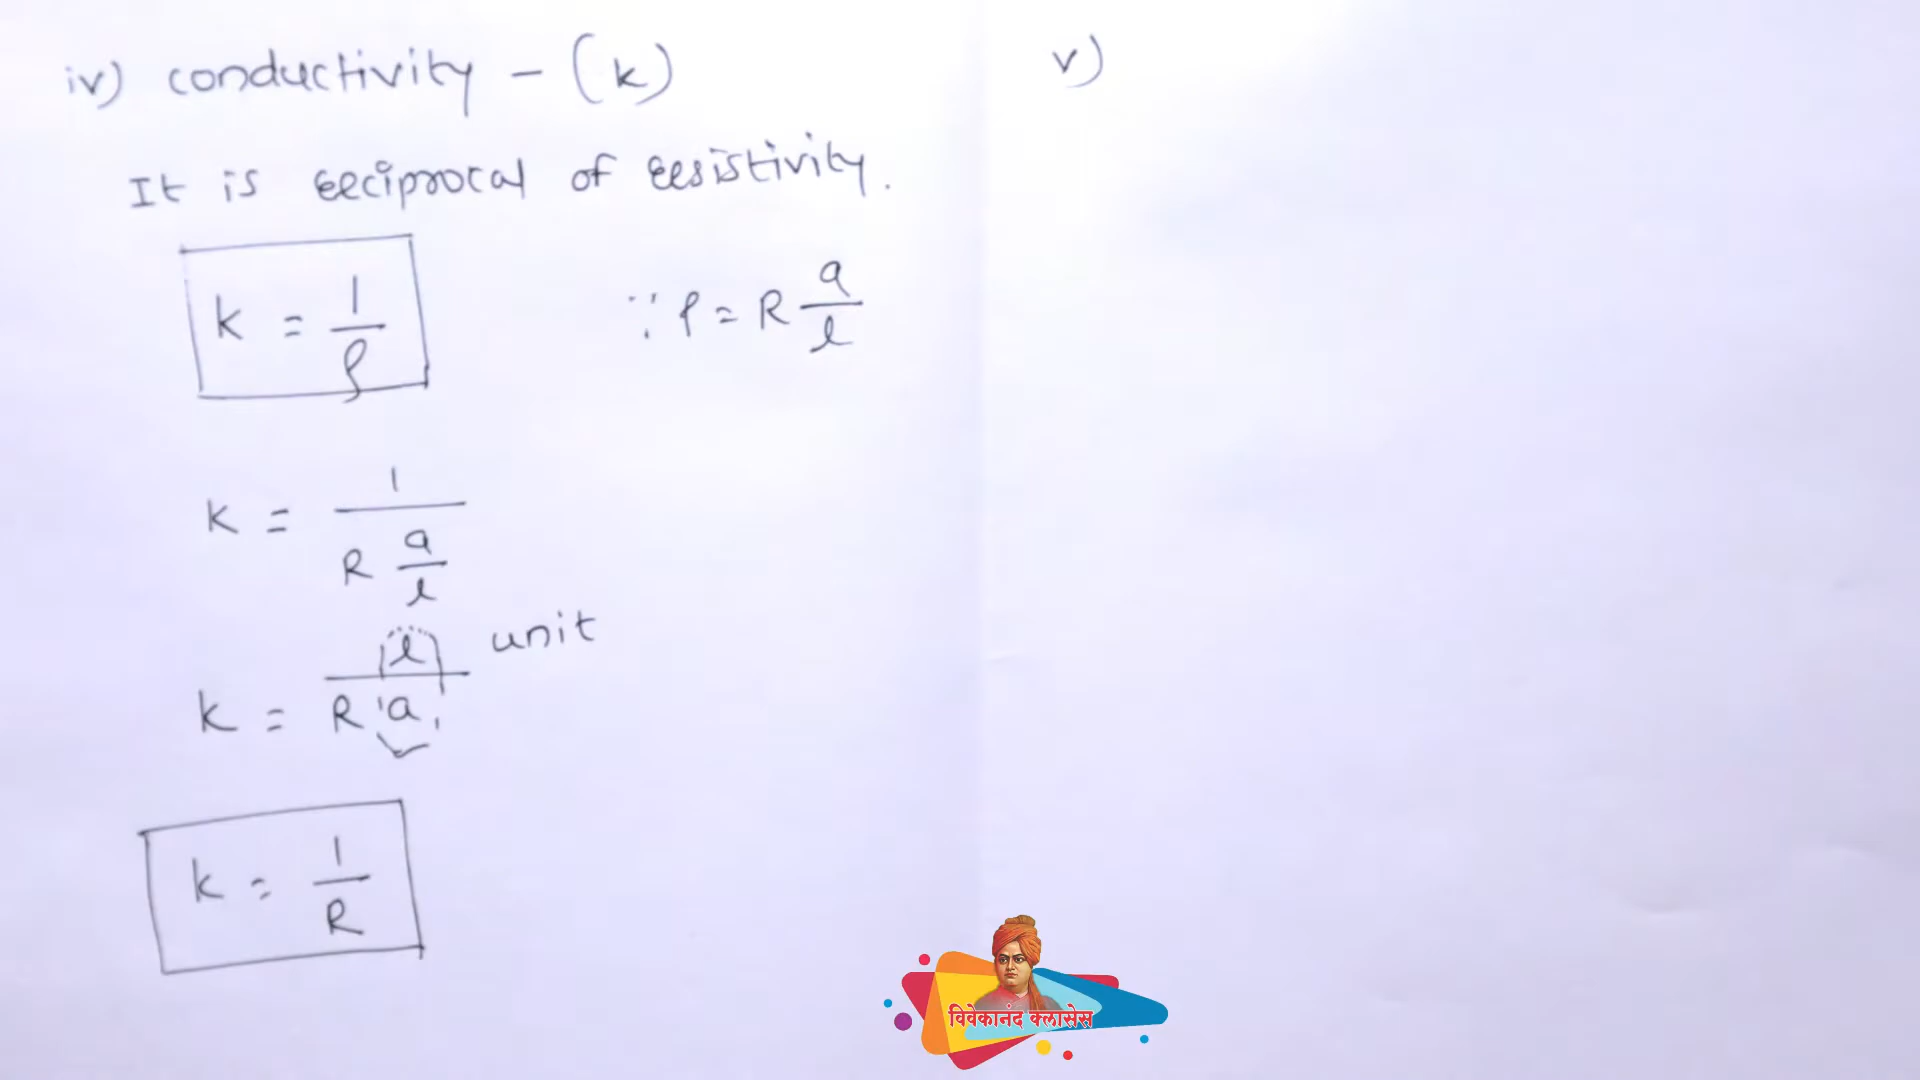 iv) conductivity - (k)
It is reciprocal of resistivity.
k = 1/ρ
∵ ρ = R a/l
k = 1/(R a/l)
k = l/(R a) unit
k = 1/R
v)
विवेकानंद क्लासेस